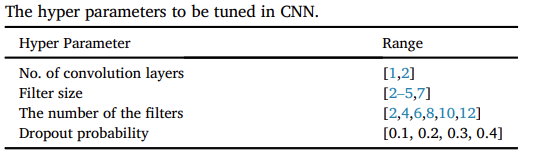 The hyper parameters to be tuned in CNN.
Hyper Parameter Range
No. of convolution layers [1,2]
Filter size [2–5,7]
The number of the filters [2,4,6,8,10,12]
Dropout probability [0.1, 0.2, 0.3, 0.4]